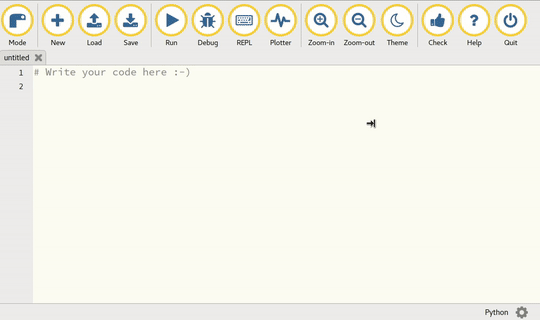 Mode New Load Save Run Debug REPL Plotter Zoom-in Zoom-out Theme Check Help Quit
untitled
1 # Write your code here :-)
2
Python